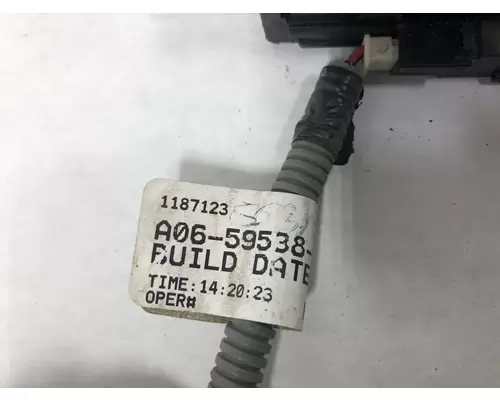 1187123
A06-59538-
BUILD DATE
TIME: 14:20:23
OPER#